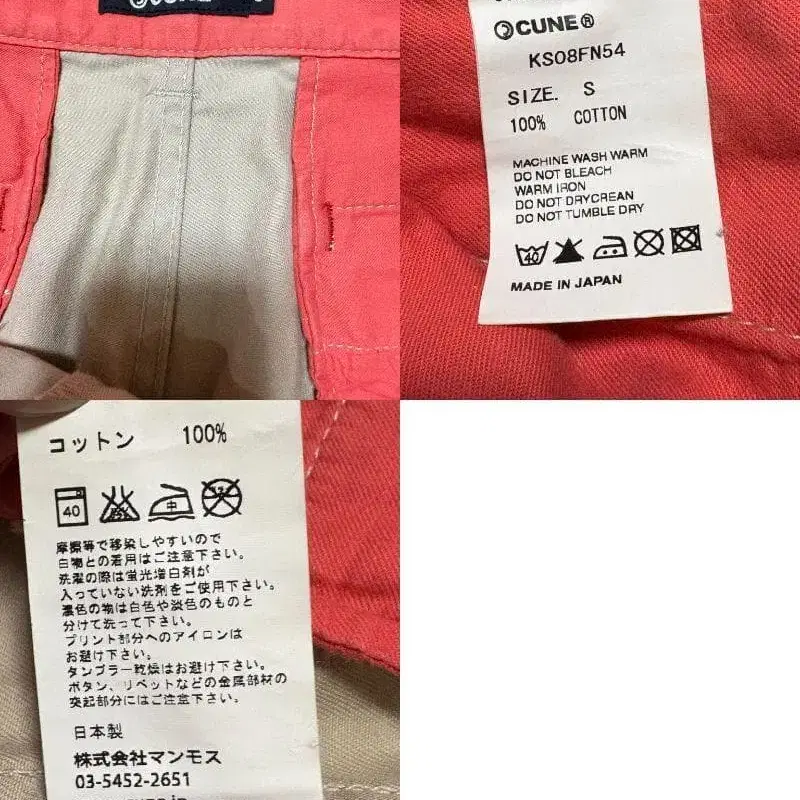 CUNE
CUNE®
KS08FN54
SIZE. S
100% COTTON
MACHINE WASH WARM
DO NOT BLEACH
WARM IRON
DO NOT DRYCREAN
DO NOT TUMBLE DRY
40
MADE IN JAPAN
コットン 100%
40 中
摩擦等で移染しやすいので
白物との着用はご注意下さい。
洗濯の際は蛍光増白剤が
入っていない洗剤をご使用下さい。
濃色の物は白色や淡色のものと
分けて洗って下さい。
プリント部分へのアイロンは
お避け下さい。
タンブラー乾燥はお避け下さい。
ボタン、リベットなどの金属部材の
突起部分にはご注意下さい。
日本製
株式会社マンモス
03-5452-2651